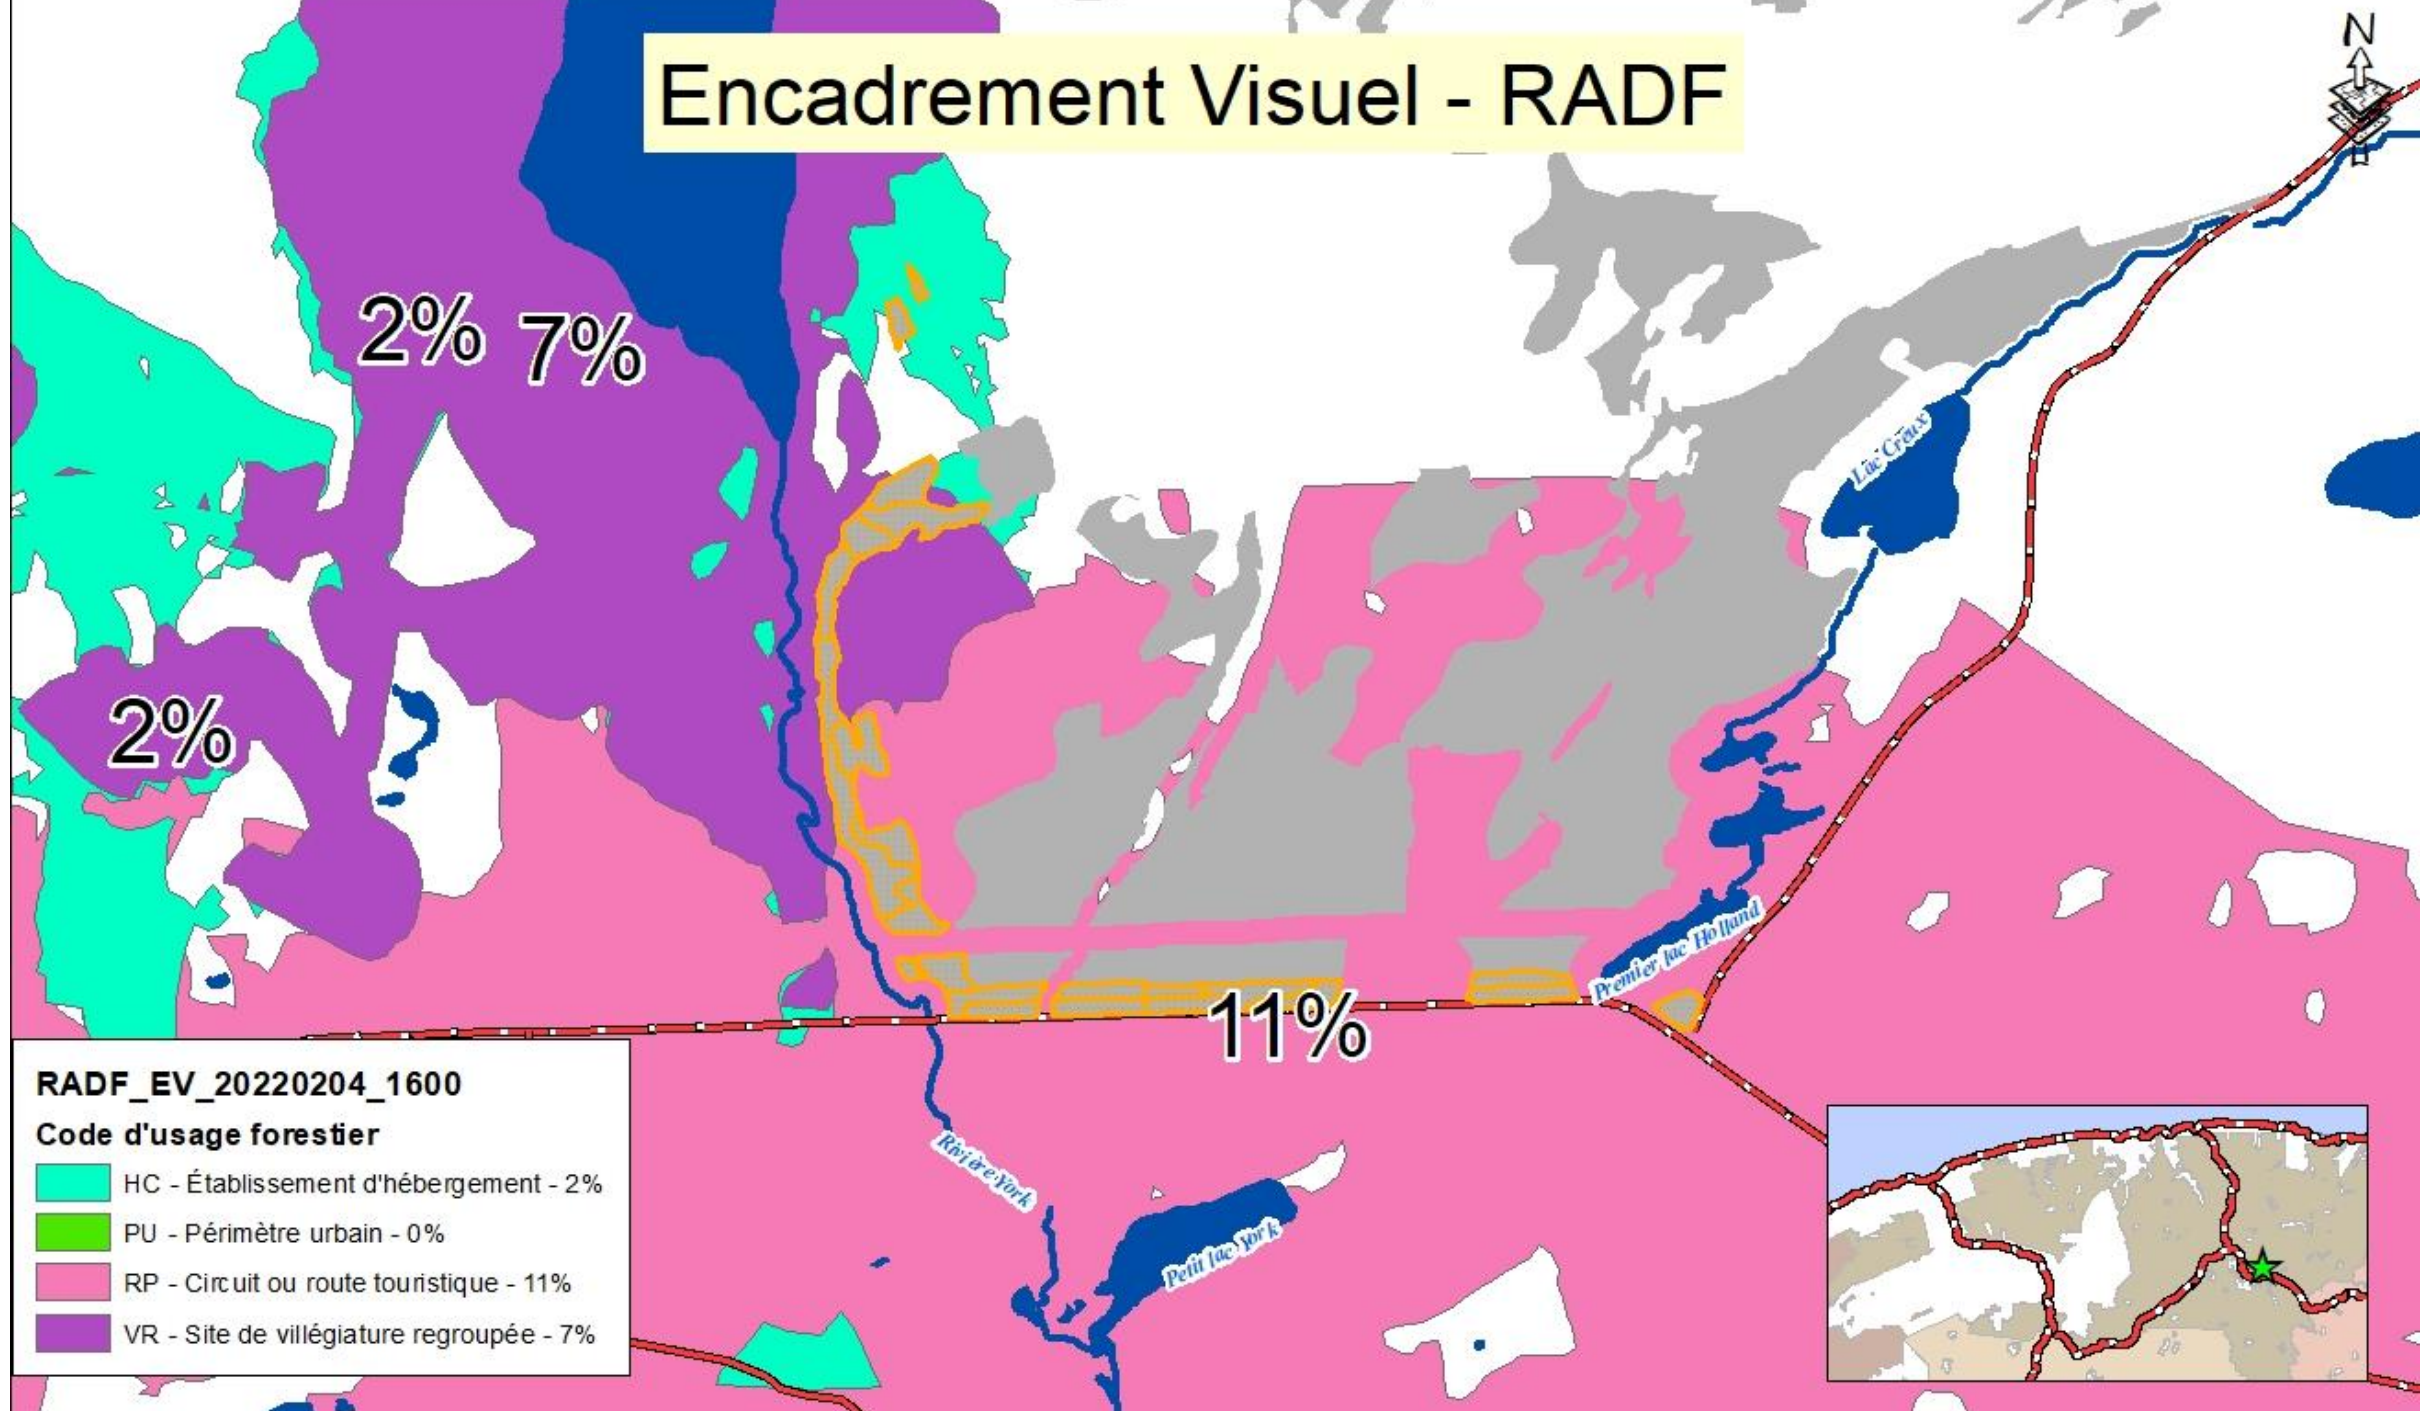 Encadrement Visuel - RADF
N
2%
7%
Lac Creux
2%
Premier lac Holland
11%
RADF_EV_20220204_1600
Code d'usage forestier
HC - Établissement d'hébergement - 2%
PU - Périmètre urbain - 0%
RP - Circuit ou route touristique - 11%
VR - Site de villégiature regroupée - 7%
Rivière York
Petit lac York